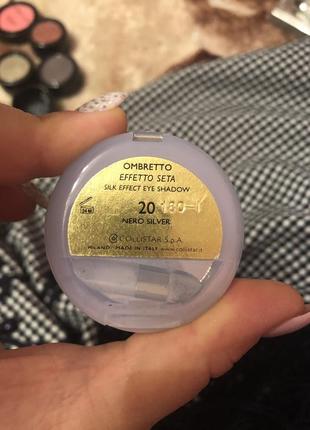 OMBRETTO
EFFETTO SETA
SILK EFFECT EYE SHADOW
20
NERO SILVER
COLLISTAR S.p.A.
MILANO - MADE IN ITALY www.collistar.it